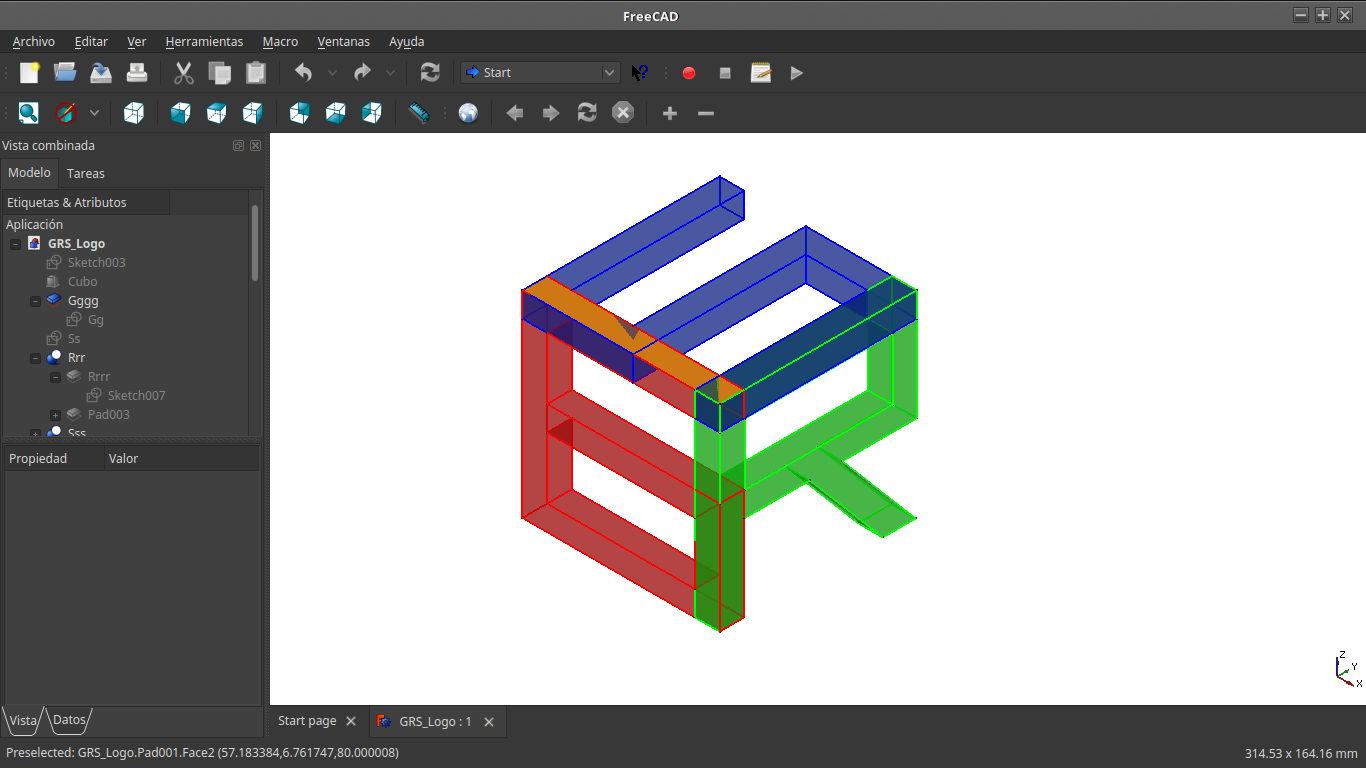 FreeCAD
Archivo Editar Ver Herramientas Macro Ventanas Ayuda
Start
Vista combinada
Modelo Tareas
Etiquetas & Atributos
Aplicación
GRS_Logo
Sketch003
Cubo
Gggg
Gg
Ss
Rrr
Rrrr
Sketch007
Pad003
Sss
Propiedad Valor
Z
Y
X
Vista Datos
Start page GRS_Logo : 1
Preselected: GRS_Logo.Pad001.Face2 (57.183384,6.761747,80.000008) 314.53 x 164.16 mm